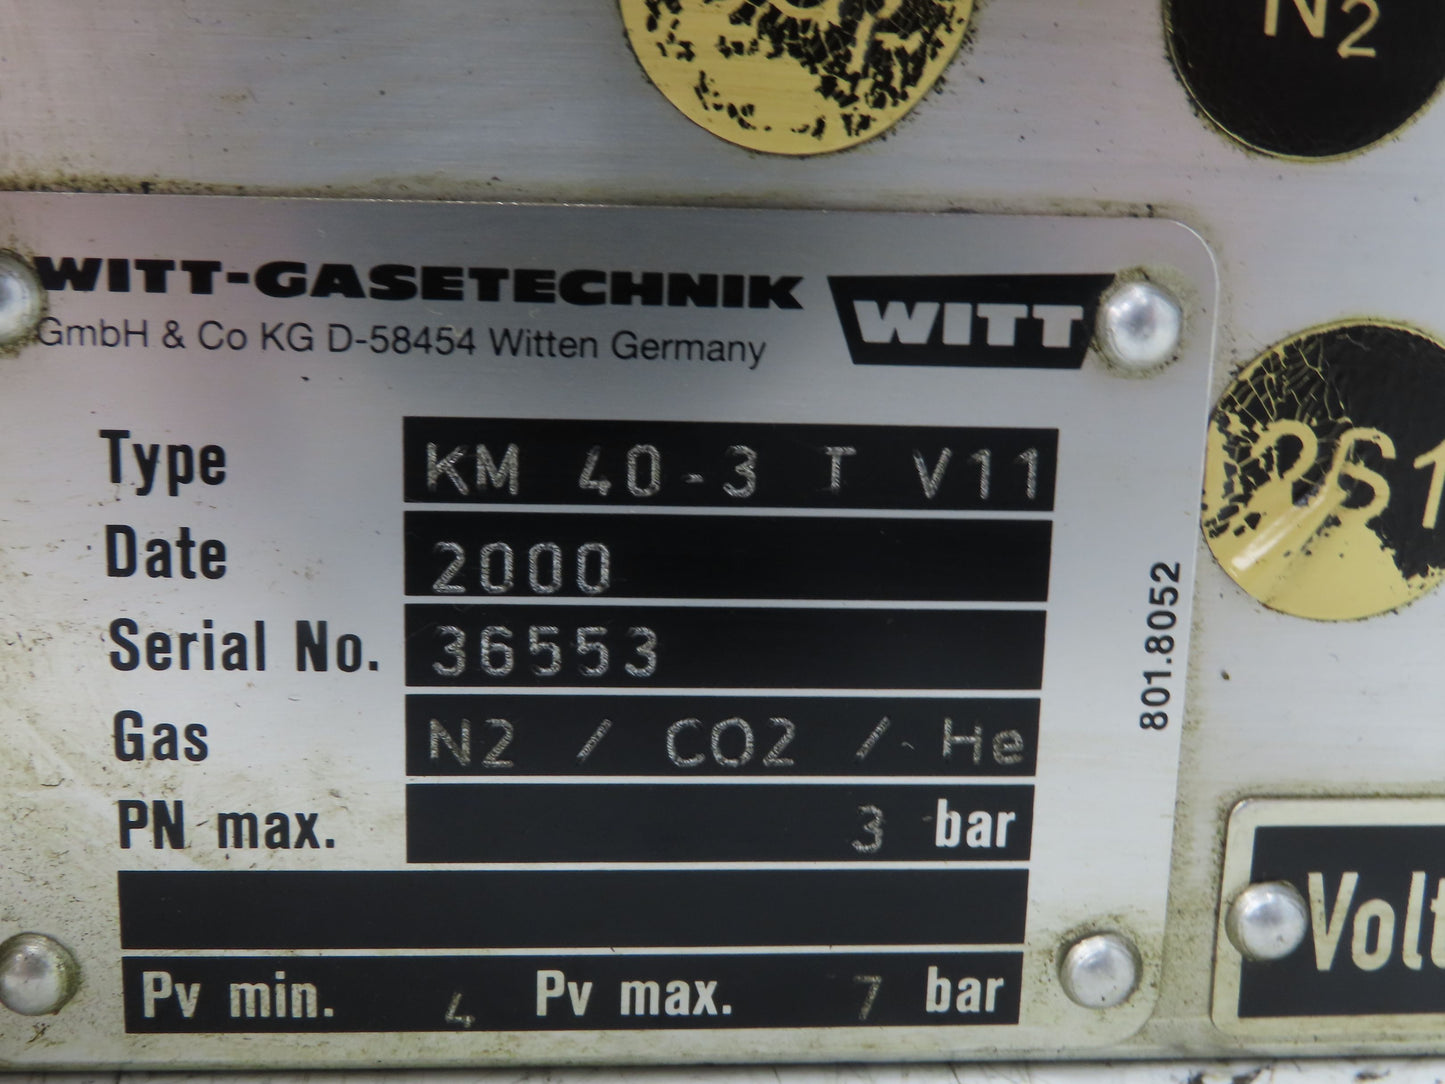 N2
WITT-GASETECHNIK
GmbH & Co KG D-58454 Witten Germany
WITT
Type KM 40-3 T V11
Date 2000
Serial No. 36553
Gas N2 / CO2 / He
PN max. 3 bar
Pv min. 4 Pv max. 7 bar
801.8052